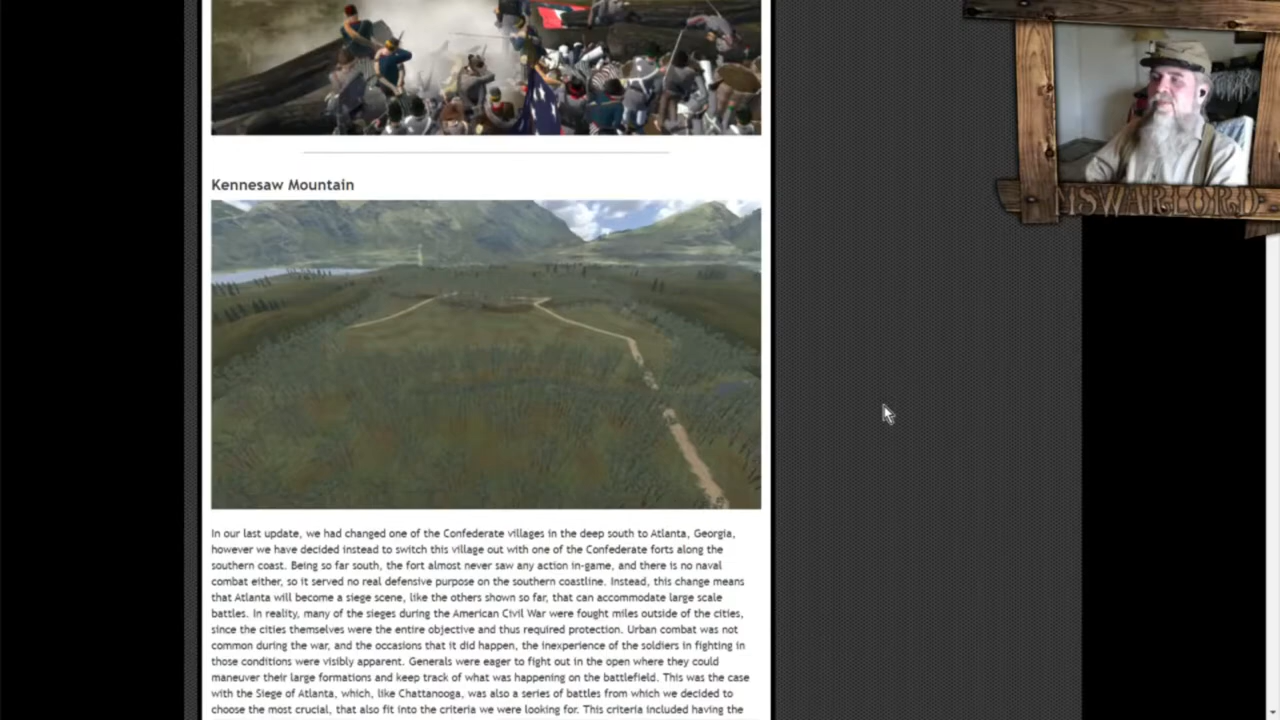 MSWARLORD
Kennesaw Mountain
In our last update, we had changed one of the Confederate villages in the deep south to Atlanta, Georgia,
however we have decided instead to switch this village out with one of the Confederate forts along the
southern coast. Being so far south, the fort almost never saw any action in-game, and there is no naval
combat either, so it served no real defensive purpose on the southern coastline. Instead, this change means
that Atlanta will become a siege scene, like the others shown so far, that can accommodate large scale
battles. In reality, many of the sieges during the American Civil War were fought miles outside of the cities,
since the cities themselves were the entire objective and thus required protection. Urban combat was not
common during the war, and the occasions that it did happen, the inexperience of the soldiers in fighting in
those conditions were visibly apparent. Generals were eager to fight out in the open where they could
maneuver their large formations and keep track of what was happening on the battlefield. This was the case
with the Siege of Atlanta, which, like Chattanooga, was also a series of battles from which we decided to
choose the most crucial, that also fit into the criteria we were looking for. This criteria included having the